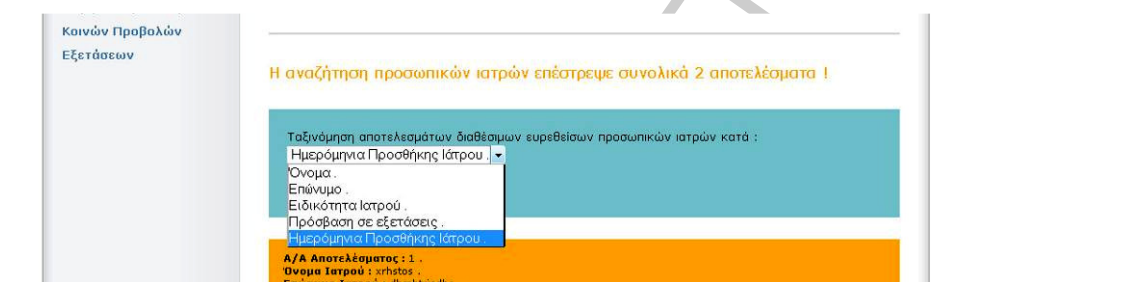 Κοινών Προβολών
Εξετάσεων
Η αναζήτηση προσωπικών ιατρών επέστρεψε συνολικά 2 αποτελέσματα !
Ταξινόμηση αποτελεσμάτων διαθέσιμων ευρεθείσων προσωπικών ιατρών κατά :
Ημερόμηνια Προσθήκης Ιάτρου .
Όνομα .
Επώνυμο .
Ειδικότητα Ιατρού .
Πρόσβαση σε εξετάσεις .
Ημερόμηνια Προσθήκης Ιάτρου .
Α/Α Αποτελέσματος : 1 .
Όνομα Ιατρού : xrhstos .